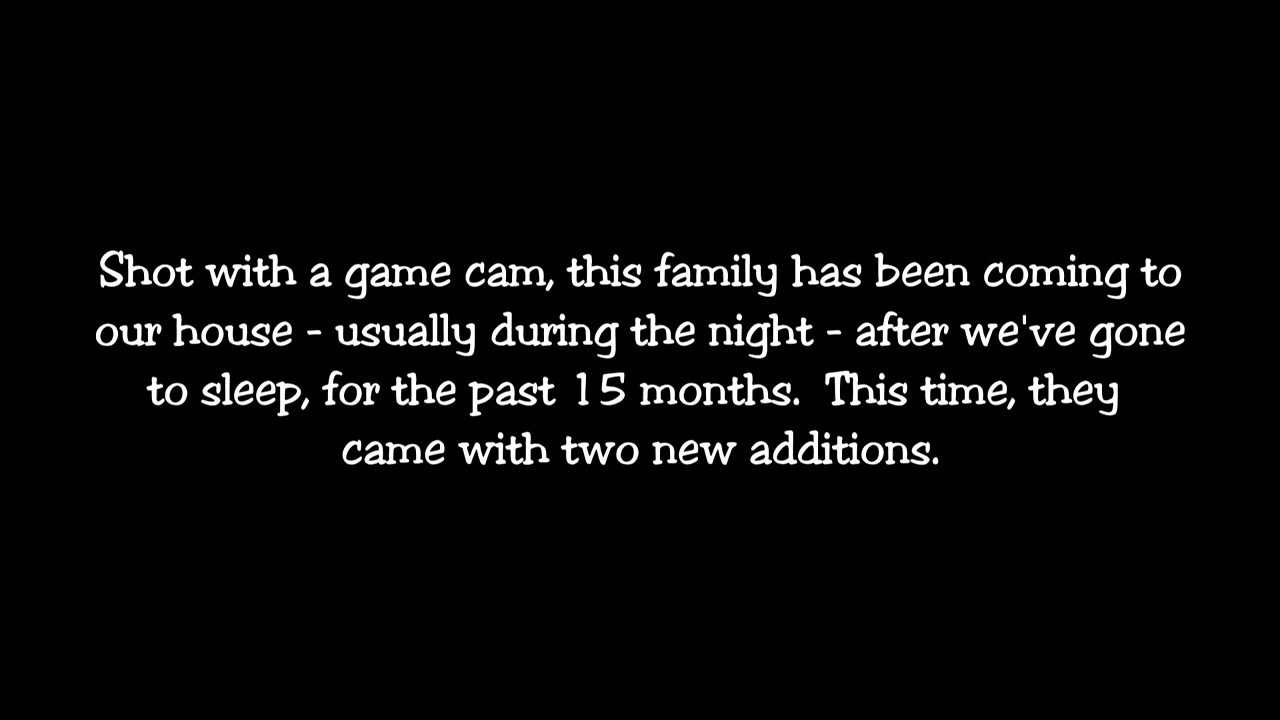 Shot with a game cam, this family has been coming to
our house - usually during the night - after we've gone
to sleep, for the past 15 months.  This time, they
came with two new additions.